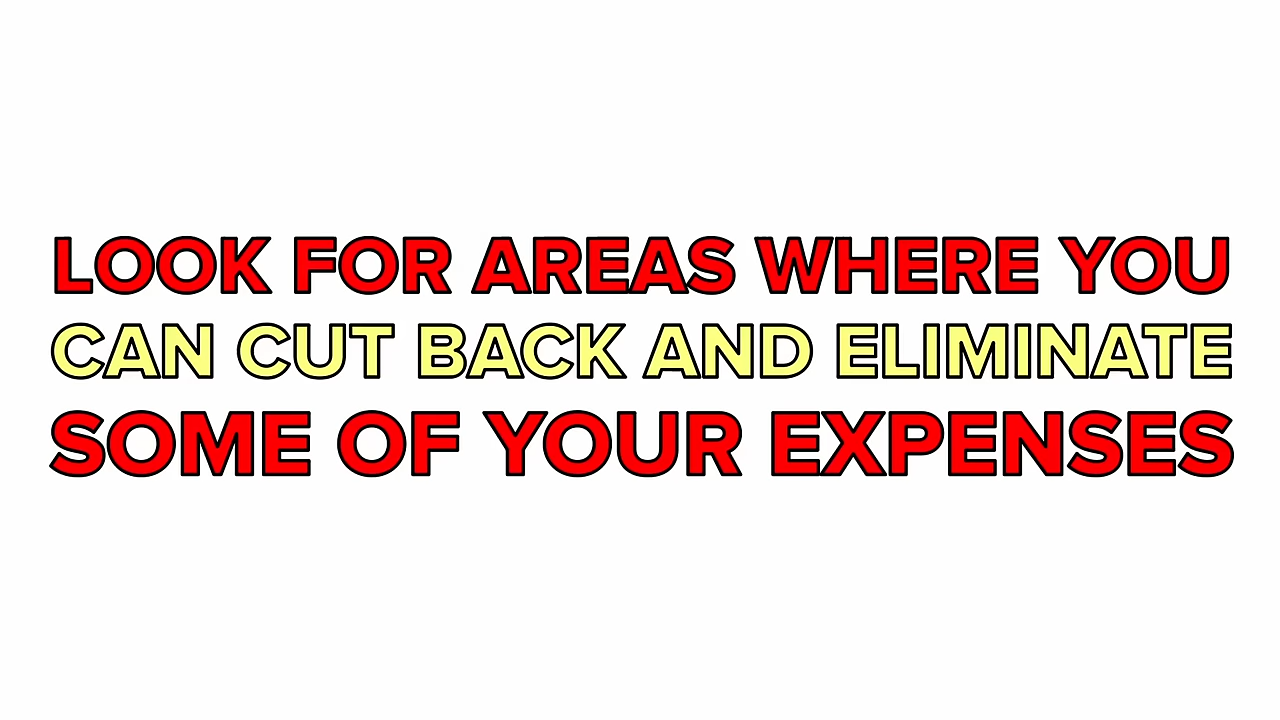 LOOK FOR AREAS WHERE YOU
CAN CUT BACK AND ELIMINATE
SOME OF YOUR EXPENSES